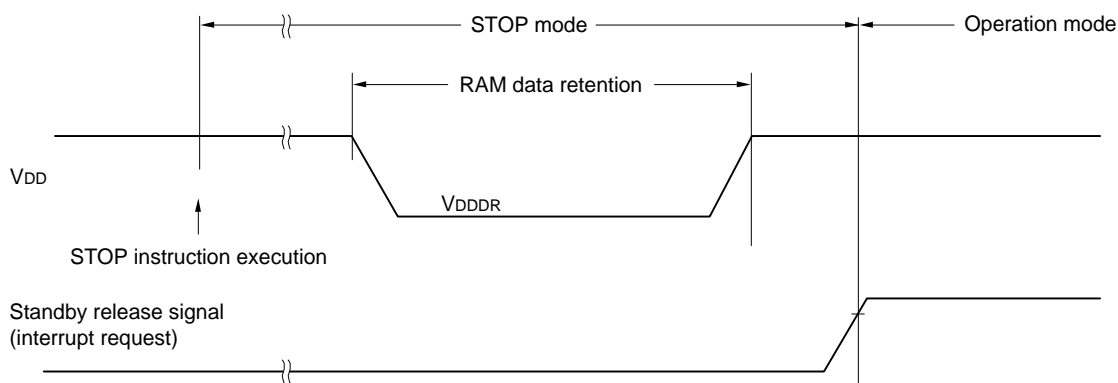 STOP mode
Operation mode
RAM data retention
VDD
VDDDR
STOP instruction execution
Standby release signal
(interrupt request)